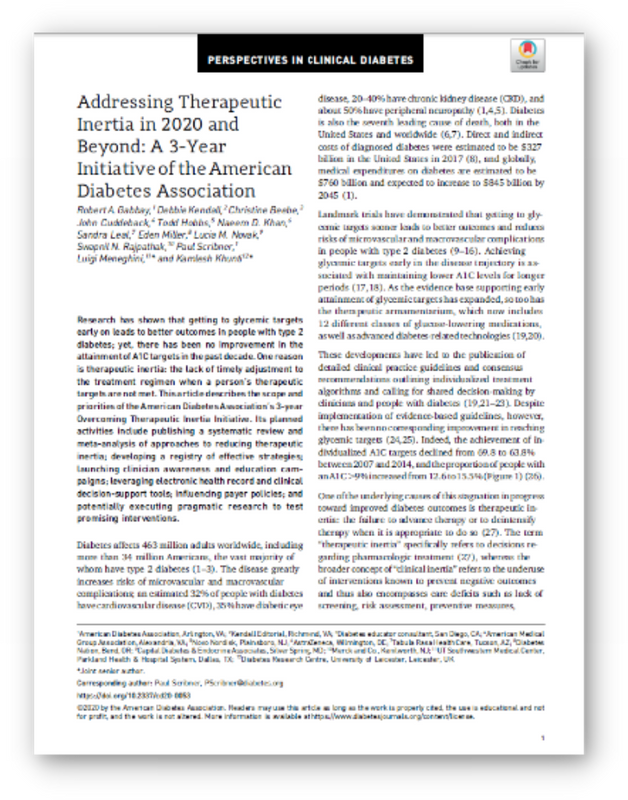 PERSPECTIVES IN CLINICAL DIABETES
Check for
updates
Addressing Therapeutic
Inertia in 2020 and
Beyond: A 3-Year
Initiative of the American
Diabetes Association
Robert A. Gabbay,¹ Debbie Kendall,² Christine Beebe,³
John Cuddeback,⁴ Todd Hobbs,⁵ Naeem D. Khan,⁶
Sandra Leal,⁷ Eden Miller,⁸ Lucia M. Novak,⁹
Swapnil N. Rajpathak,¹⁰ Paul Scribner,¹
Luigi Meneghini,¹¹* and Kamlesh Khunti¹²*
Research has shown that getting to glycemic targets
early on leads to better outcomes in people with type 2
diabetes; yet, there has been no improvement in the
attainment of A1C targets in the past decade. One reason
is therapeutic inertia: the lack of timely adjustment to
the treatment regimen when a person's therapeutic
targets are not met. This article describes the scope and
priorities of the American Diabetes Association's 3-year
Overcoming Therapeutic Inertia Initiative. Its planned
activities include publishing a systematic review and
meta-analysis of approaches to reducing therapeutic
inertia; developing a registry of effective strategies;
launching clinician awareness and education cam-
paigns; leveraging electronic health record and clinical
decision-support tools; influencing payer policies; and
potentially executing pragmatic research to test
promising interventions.
Diabetes affects 463 million adults worldwide, including
more than 34 million Americans, the vast majority of
whom have type 2 diabetes (1–3). The disease greatly
increases risks of microvascular and macrovascular
complications; an estimated 32% of people with diabetes
have cardiovascular disease (CVD), 35% have diabetic eye
disease, 20–40% have chronic kidney disease (CKD), and
about 50% have peripheral neuropathy (1,4,5). Diabetes
is also the seventh leading cause of death, both in the
United States and worldwide (6,7). Direct and indirect
costs of diagnosed diabetes were estimated to be $327
billion in the United States in 2017 (8), and globally,
medical expenditures on diabetes are estimated to be
$760 billion and expected to increase to $845 billion by
2045 (1).
Landmark trials have demonstrated that getting to gly-
cemic targets sooner leads to better outcomes and reduces
risks of microvascular and macrovascular complications
in people with type 2 diabetes (9–16). Achieving
glycemic targets early in the disease trajectory is as-
sociated with maintaining lower A1C levels for longer
periods (17,18). As the evidence base supporting early
attainment of glycemic targets has expanded, so too has
the therapeutic armamentarium, which now includes
12 different classes of glucose-lowering medications,
as well as advanced diabetes-related technologies (19,20).
These developments have led to the publication of
detailed clinical practice guidelines and consensus
recommendations outlining individualized treatment
algorithms and calling for shared decision-making by
clinicians and people with diabetes (19,21–23). Despite
implementation of evidence-based guidelines, however,
there has been no corresponding improvement in reaching
glycemic targets (24,25). Indeed, the achievement of in-
dividualized A1C targets declined from 69.8 to 63.8%
between 2007 and 2014, and the proportion of people with
an A1C >9% increased from 12.6 to 15.5% (Figure 1) (26).
One of the underlying causes of this stagnation in progress
toward improved diabetes outcomes is therapeutic in-
ertia: the failure to advance therapy or to deintensify
therapy when it is appropriate to do so (27). The term
"therapeutic inertia" specifically refers to decisions re-
garding pharmacologic treatment (27), whereas the
broader concept of "clinical inertia" refers to the underuse
of interventions known to prevent negative outcomes
and thus also encompasses care deficits such as lack of
screening, risk assessment, preventive measures,
¹American Diabetes Association, Arlington, VA; ²Kendall Editorial, Richmond, VA; ³Diabetes educator consultant, San Diego, CA; ⁴American Medical
Group Association, Alexandria, VA; ⁵Novo Nordisk, Plainsboro, NJ; ⁶AstraZeneca, Wilmington, DE; ⁷Tabula Rasa HealthCare, Tucson, AZ; ⁸Diabetes
Nation, Bend, OR; ⁹Capital Diabetes & Endocrine Associates, Silver Spring, MD; ¹⁰Merck and Co., Kenilworth, NJ; ¹¹UT Southwestern Medical Center,
Parkland Health & Hospital System, Dallas, TX; ¹²Diabetes Research Centre, University of Leicester, Leicester, UK
*Joint senior author.
Corresponding author: Paul Scribner, PScribner@diabetes.org
https://doi.org/10.2337/cd20-0053
©2020 by the American Diabetes Association. Readers may use this article as long as the work is properly cited, the use is educational and not
for profit, and the work is not altered. More information is available at https://www.diabetesjournals.org/content/license.
1